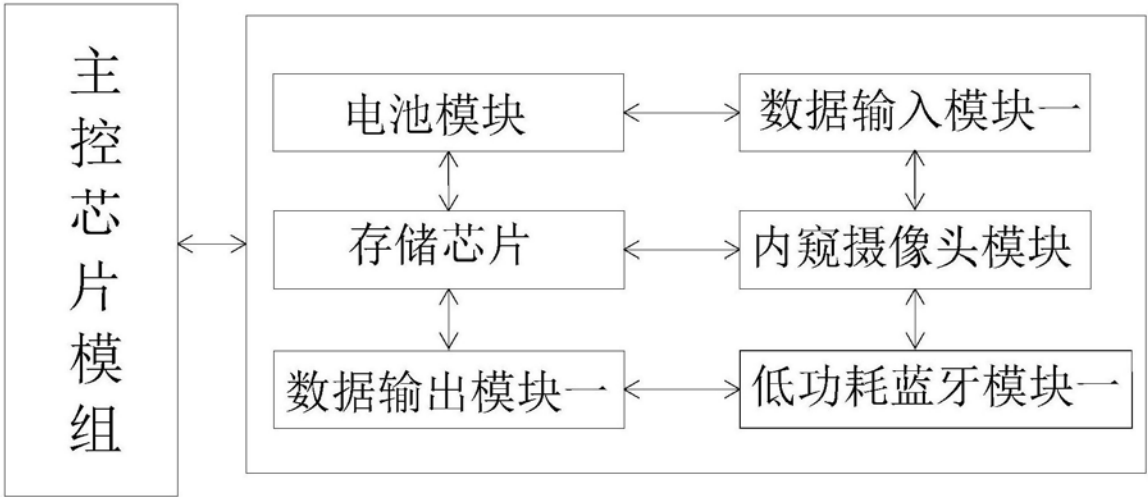 主控芯片模组
电池模块
数据输入模块一
存储芯片
内窥摄像头模块
数据输出模块一
低功耗蓝牙模块一